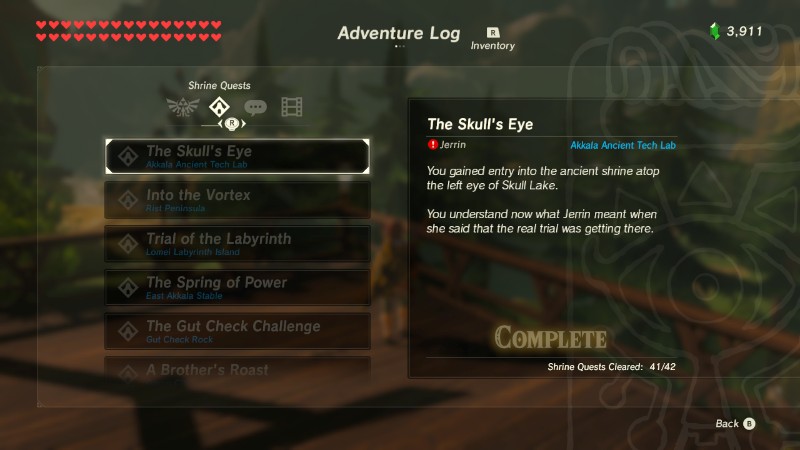 Adventure Log
R
Inventory
3,911
Shrine Quests
R
The Skull's Eye
Akkala Ancient Tech Lab
Into the Vortex
Rist Peninsula
Trial of the Labyrinth
Lomei Labyrinth Island
The Spring of Power
East Akkala Stable
The Gut Check Challenge
Gut Check Rock
A Brother's Roast
The Skull's Eye
! Jerrin
Akkala Ancient Tech Lab
You gained entry into the ancient shrine atop
the left eye of Skull Lake.
You understand now what Jerrin meant when
she said that the real trial was getting there.
COMPLETE
Shrine Quests Cleared: 41/42
Back B